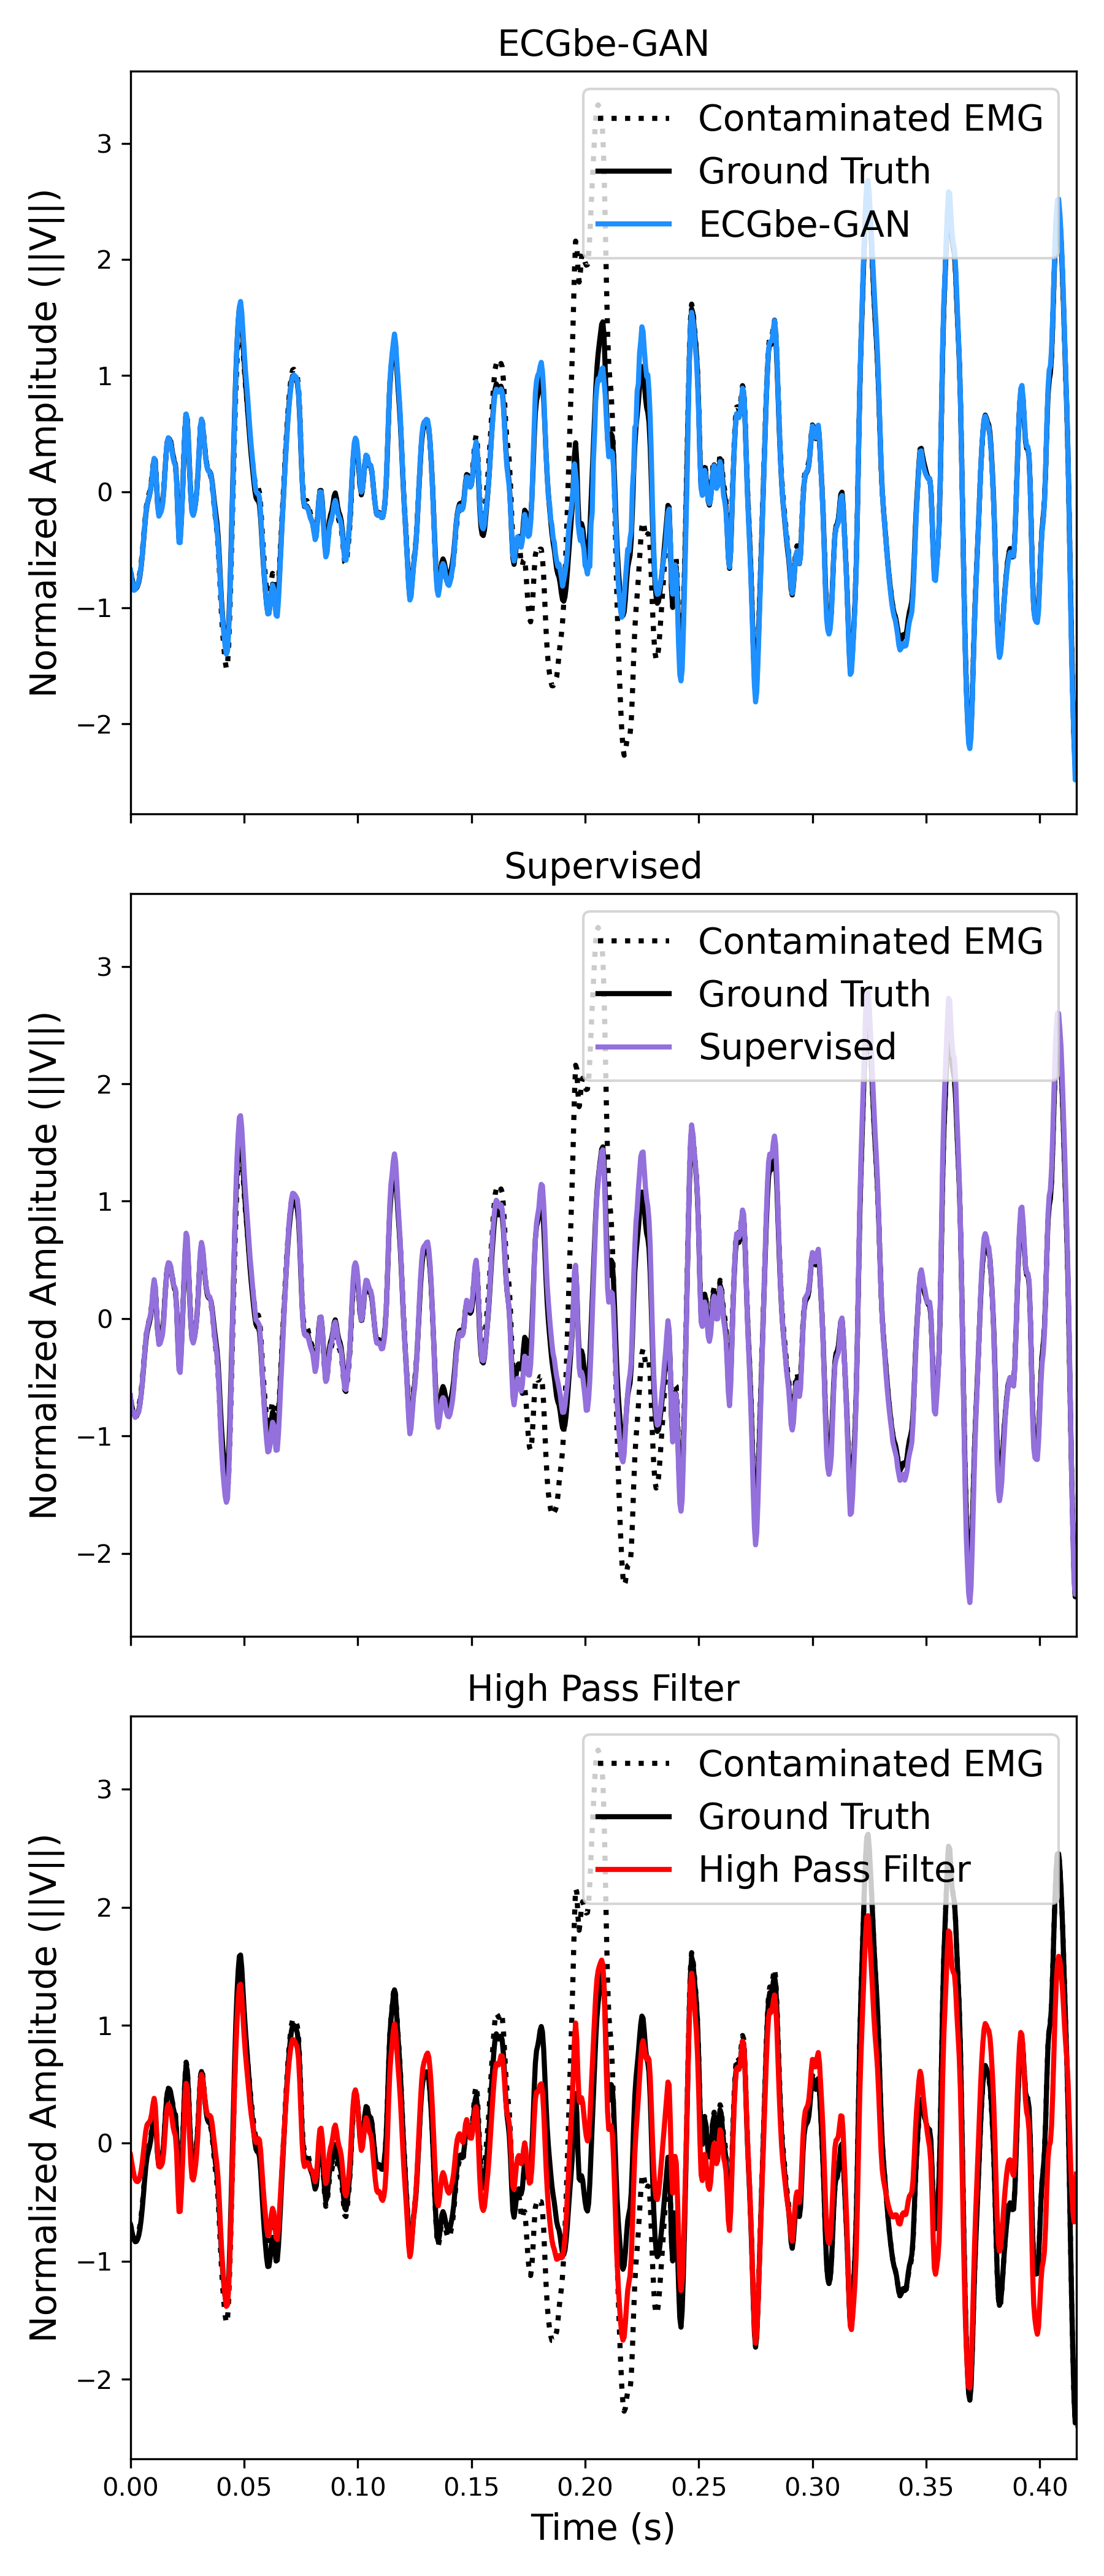 ECGbe-GAN
Normalized Amplitude (||V||)
3
2
1
0
−1
−2
Contaminated EMG
Ground Truth
ECGbe-GAN
Supervised
Normalized Amplitude (||V||)
3
2
1
0
−1
−2
Contaminated EMG
Ground Truth
Supervised
High Pass Filter
Normalized Amplitude (||V||)
3
2
1
0
−1
−2
Contaminated EMG
Ground Truth
High Pass Filter
0.00 0.05 0.10 0.15 0.20 0.25 0.30 0.35 0.40
Time (s)